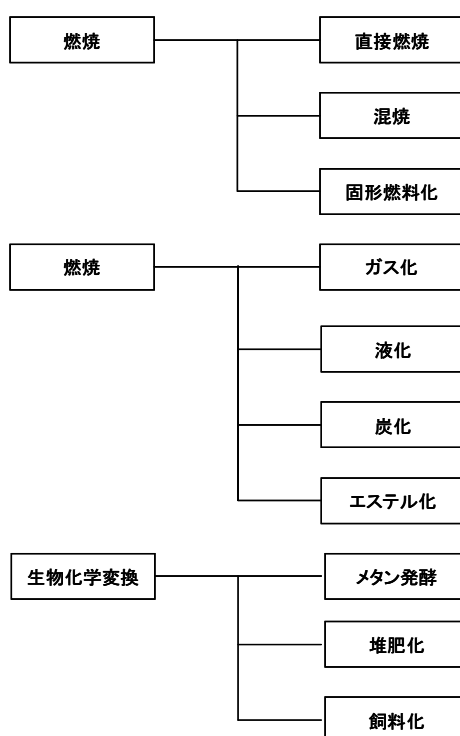 燃焼
直接燃焼
混焼
固形燃料化
燃焼
ガス化
液化
炭化
エステル化
生物化学変換
メタン発酵
堆肥化
飼料化